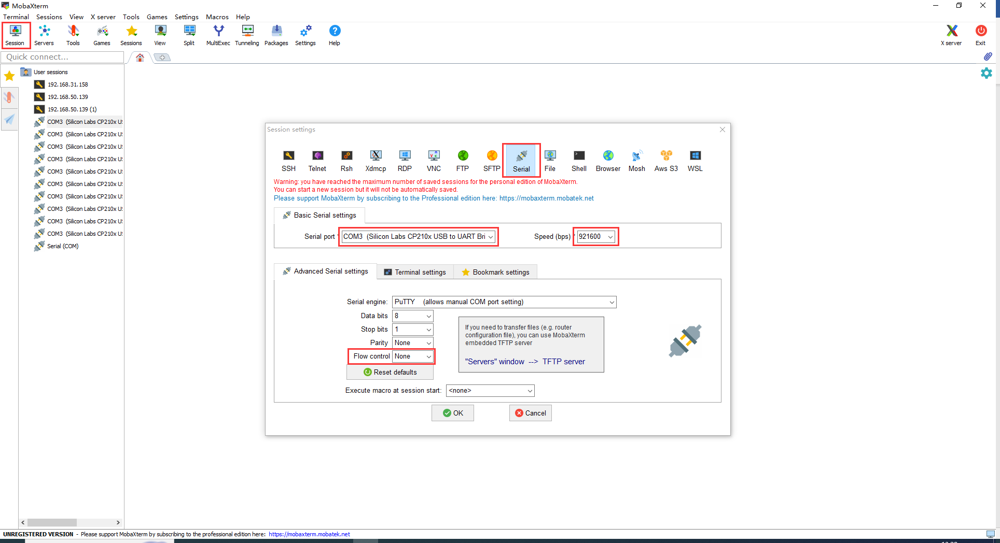 MobaXterm
Terminal Sessions View X server Tools Games Settings Macros Help
Session Servers Tools Games Sessions View Split MultiExec Tunneling Packages Settings Help X server Exit
Quick connect...
User sessions
192.168.31.158
192.168.50.139
192.168.50.139 (1)
COM3 (Silicon Labs CP210x US
COM3 (Silicon Labs CP210x US
COM3 (Silicon Labs CP210x US
COM3 (Silicon Labs CP210x US
COM3 (Silicon Labs CP210x US
COM3 (Silicon Labs CP210x US
COM3 (Silicon Labs CP210x US
COM3 (Silicon Labs CP210x US
COM3 (Silicon Labs CP210x US
COM3 (Silicon Labs CP210x US
Serial (COM)
Session settings
SSH Telnet Rsh Xdmcp RDP VNC FTP SFTP Serial File Shell Browser Mosh Aws S3 WSL
Warning: you have reached the maximum number of saved sessions for the personal edition of MobaXterm.
You can start a new session but it will not be automatically saved.
Please support MobaXterm by subscribing to the Professional edition here: https://mobaxterm.mobatek.net
Basic Serial settings
Serial port * COM3 (Silicon Labs CP210x USB to UART Bri Speed (bps) * 921600
Advanced Serial settings Terminal settings Bookmark settings
Serial engine: PuTTY (allows manual COM port setting)
Data bits 8
Stop bits 1
Parity None
Flow control None
Reset defaults
If you need to transfer files (e.g. router
configuration file), you can use MobaXterm
embedded TFTP server
"Servers" window --> TFTP server
Execute macro at session start: <none>
OK Cancel
UNREGISTERED VERSION - Please support MobaXterm by subscribing to the professional edition here: https://mobaxterm.mobatek.net